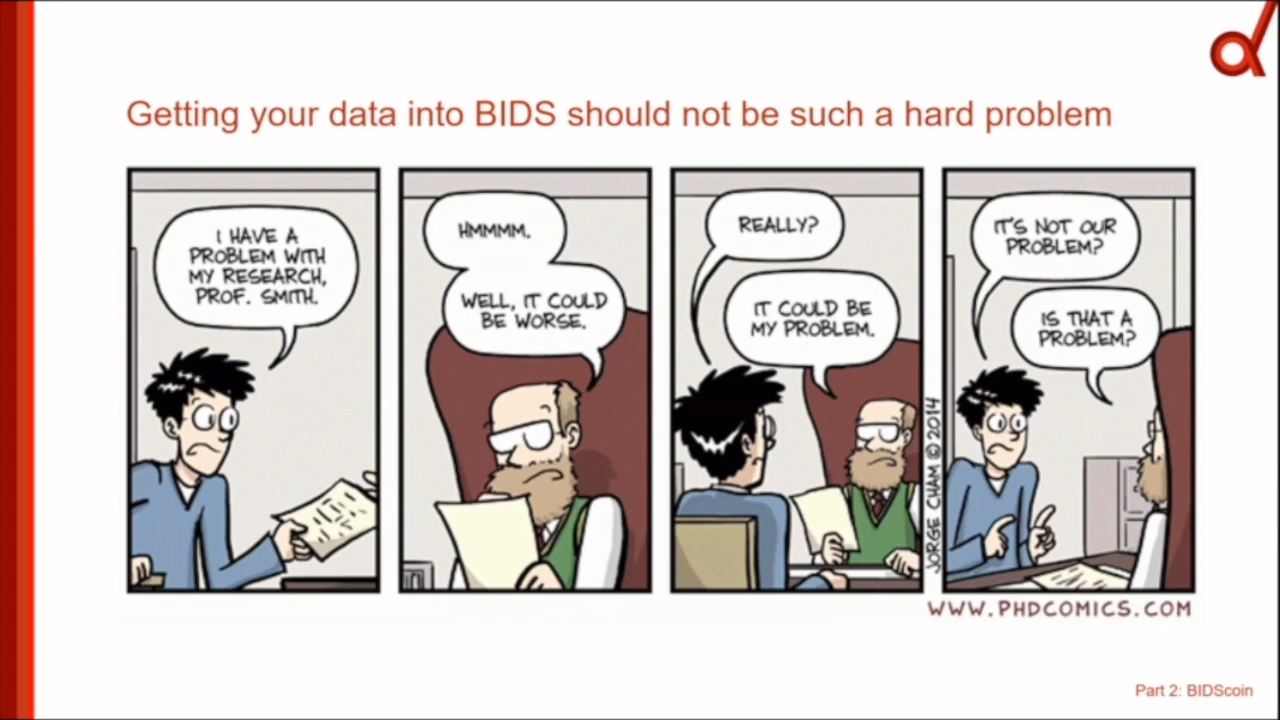 Getting your data into BIDS should not be such a hard problem
I HAVE A
PROBLEM WITH
MY RESEARCH,
PROF. SMITH.
HMMMM.
WELL, IT COULD
BE WORSE.
REALLY?
IT COULD BE
MY PROBLEM.
IT'S NOT OUR
PROBLEM?
IS THAT A
PROBLEM?
JORGE CHAM © 2014
WWW.PHDCOMICS.COM
Part 2: BIDScoin